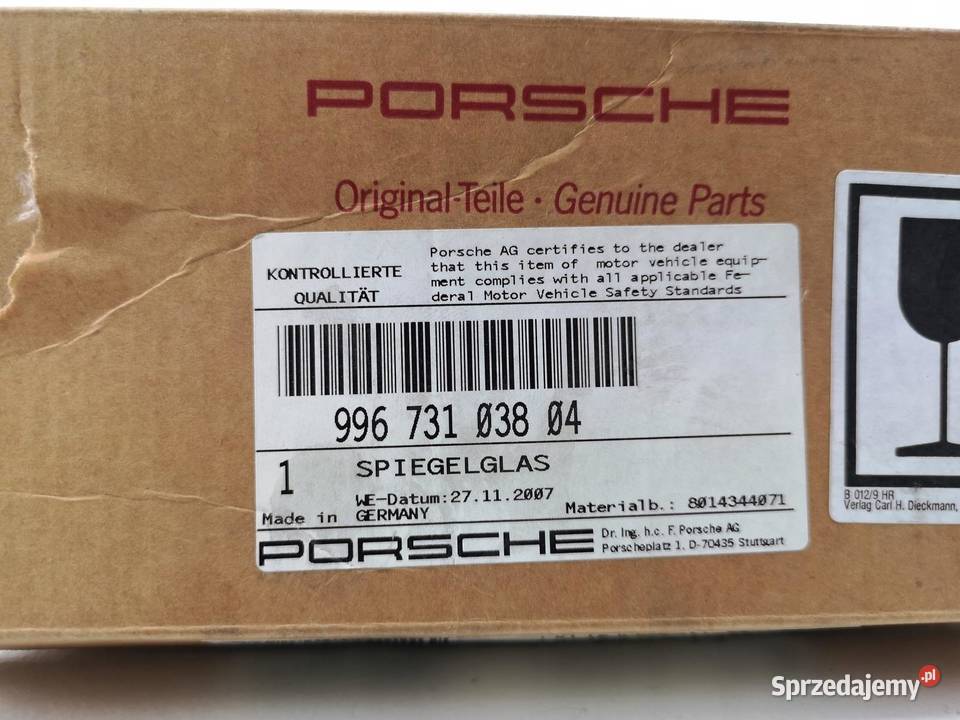 PORSCHE
Original-Teile · Genuine Parts
KONTROLLIERTE
QUALITÄT
Porsche AG certifies to the dealer
that this item of motor vehicle equip-
ment complies with all applicable Fe-
deral Motor Vehicle Safety Standards
996 731 038 04
1 SPIEGELGLAS
WE-Datum:27.11.2007
Made in GERMANY
Materialb.: 8014344071
PORSCHE
Dr. Ing. h.c. F. Porsche AG
Porscheplatz 1, D-70435 Stuttgart
B 012/9 HR
Verlag Carl H. Dieckmann,
Sprzedajemy.pl